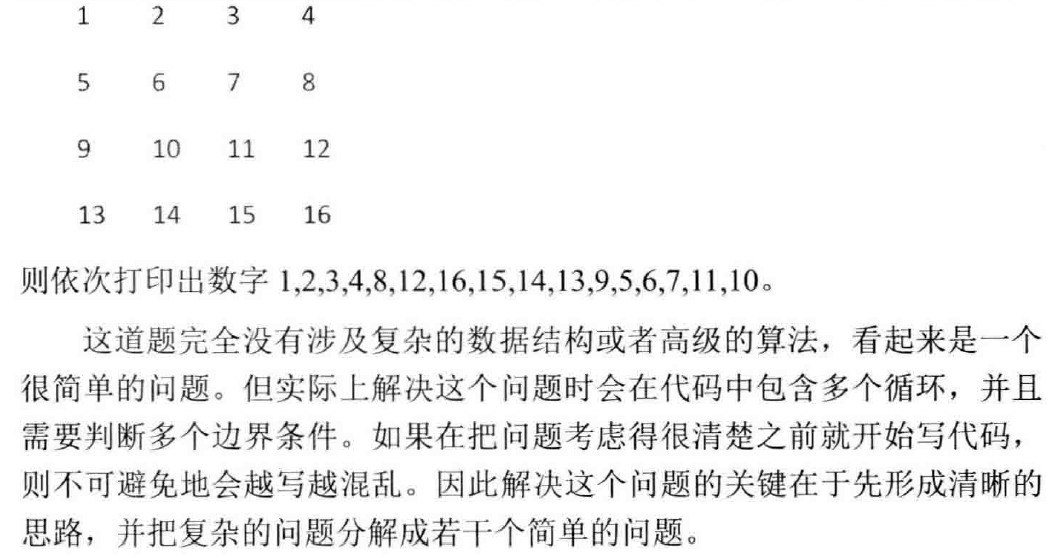 1 2 3 4
5 6 7 8
9 10 11 12
13 14 15 16
则依次打印出数字 1,2,3,4,8,12,16,15,14,13,9,5,6,7,11,10。
这道题完全没有涉及复杂的数据结构或者高级的算法，看起来是一个
很简单的问题。但实际上解决这个问题时会在代码中包含多个循环，并且
需要判断多个边界条件。如果在把问题考虑得很清楚之前就开始写代码，
则不可避免地会越写越混乱。因此解决这个问题的关键在于先形成清晰的
思路，并把复杂的问题分解成若干个简单的问题。